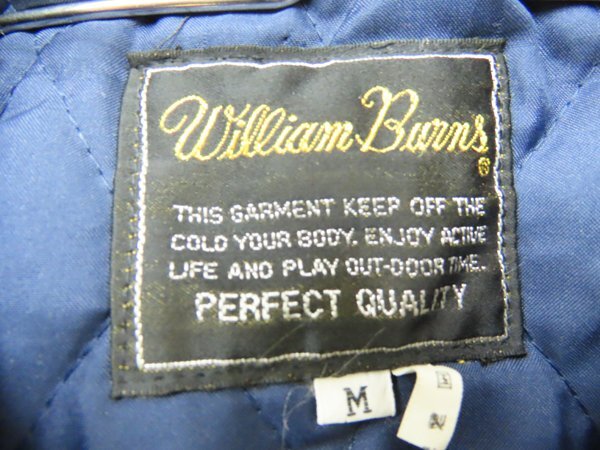 William Burns
®
THIS GARMENT KEEP OFF THE
COLD YOUR BODY. ENJOY ACTIVE
LIFE AND PLAY OUT-DOOR TIME.
PERFECT QUALITY
M